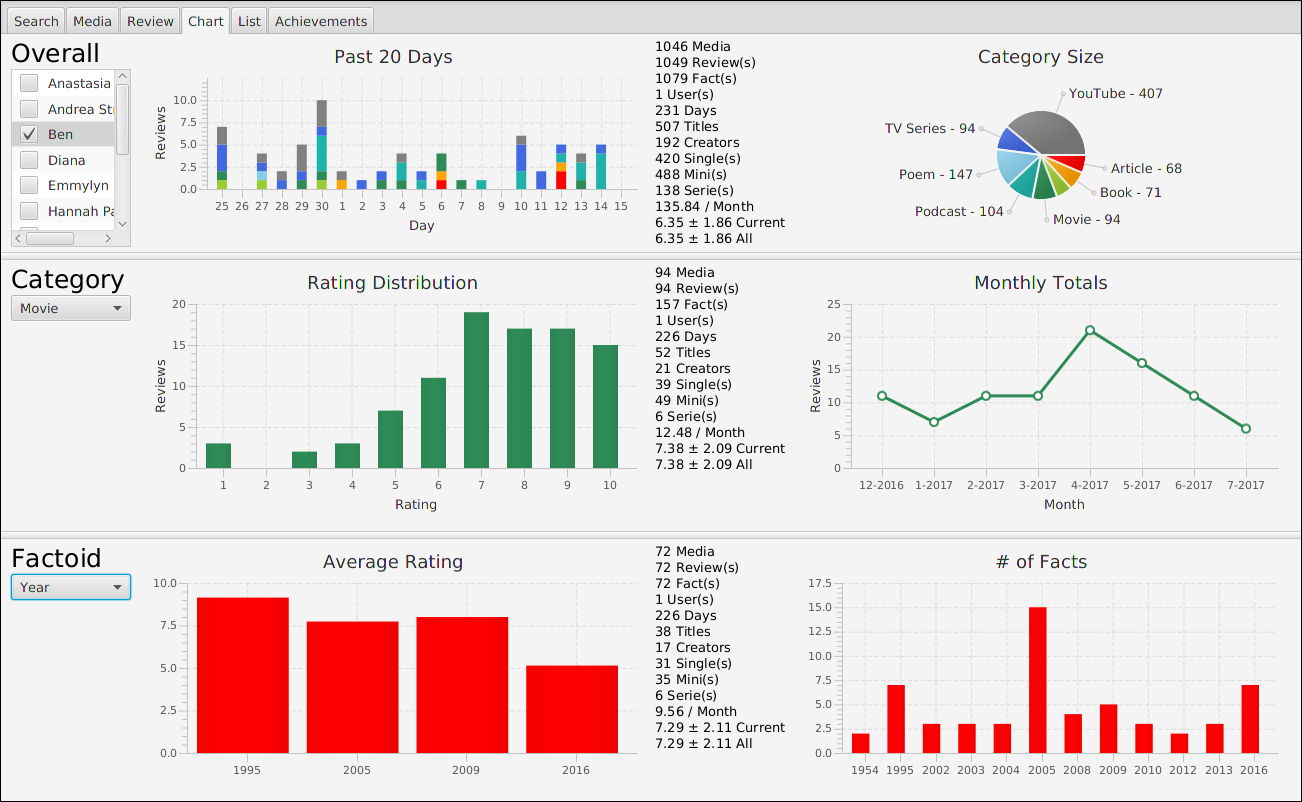 Search Media Review Chart List Achievements
Overall
Anastasia
Andrea St
Ben
Diana
Emmylyn
Hannah Pa
Past 20 Days
Reviews
10.0
7.5
5.0
2.5
0.0
25 26 27 28 29 30 1 2 3 4 5 6 7 8 9 10 11 12 13 14 15
Day
1046 Media
1049 Review(s)
1079 Fact(s)
1 User(s)
231 Days
507 Titles
192 Creators
420 Single(s)
488 Mini(s)
138 Serie(s)
135.84 / Month
6.35 ± 1.86 Current
6.35 ± 1.86 All
Category Size
YouTube - 407
TV Series - 94
Poem - 147
Podcast - 104
Article - 68
Book - 71
Movie - 94
Category
Movie
Rating Distribution
Reviews
20
15
10
5
0
1 2 3 4 5 6 7 8 9 10
Rating
94 Media
94 Review(s)
157 Fact(s)
1 User(s)
226 Days
52 Titles
21 Creators
39 Single(s)
49 Mini(s)
6 Serie(s)
12.48 / Month
7.38 ± 2.09 Current
7.38 ± 2.09 All
Monthly Totals
Reviews
25
20
15
10
5
0
12-2016 1-2017 2-2017 3-2017 4-2017 5-2017 6-2017 7-2017
Month
Factoid
Year
Average Rating
10.0
7.5
5.0
2.5
0.0
1995 2005 2009 2016
72 Media
72 Review(s)
72 Fact(s)
1 User(s)
226 Days
38 Titles
17 Creators
31 Single(s)
35 Mini(s)
6 Serie(s)
9.56 / Month
7.29 ± 2.11 Current
7.29 ± 2.11 All
# of Facts
17.5
15.0
12.5
10.0
7.5
5.0
2.5
0.0
1954 1995 2002 2003 2004 2005 2008 2009 2010 2012 2013 2016